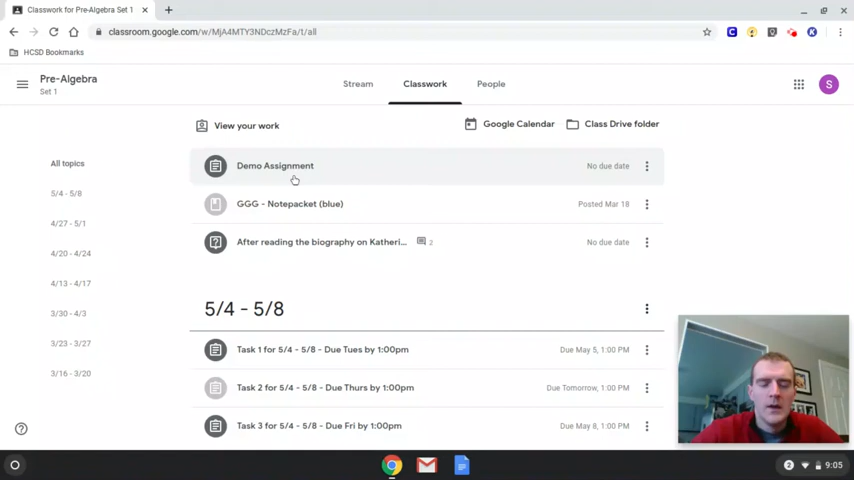 Classwork for Pre-Algebra Set 1
classroom.google.com/w/MjA4MTY3NDczMzFa/t/all
HCSD Bookmarks
Pre-Algebra
Set 1
Stream
Classwork
People
S
View your work
Google Calendar
Class Drive folder
All topics
5/4 - 5/8
4/27 - 5/1
4/20 - 4/24
4/13 - 4/17
3/30 - 4/3
3/23 - 3/27
3/16 - 3/20
Demo Assignment
No due date
GGG - Notepacket (blue)
Posted Mar 18
After reading the biography on Katheri...
2
No due date
5/4 - 5/8
Task 1 for 5/4 - 5/8 - Due Tues by 1:00pm
Due May 5, 1:00 PM
Task 2 for 5/4 - 5/8 - Due Thurs by 1:00pm
Due Tomorrow, 1:00 PM
Task 3 for 5/4 - 5/8 - Due Fri by 1:00pm
Due May 8, 1:00 PM
2
9:05